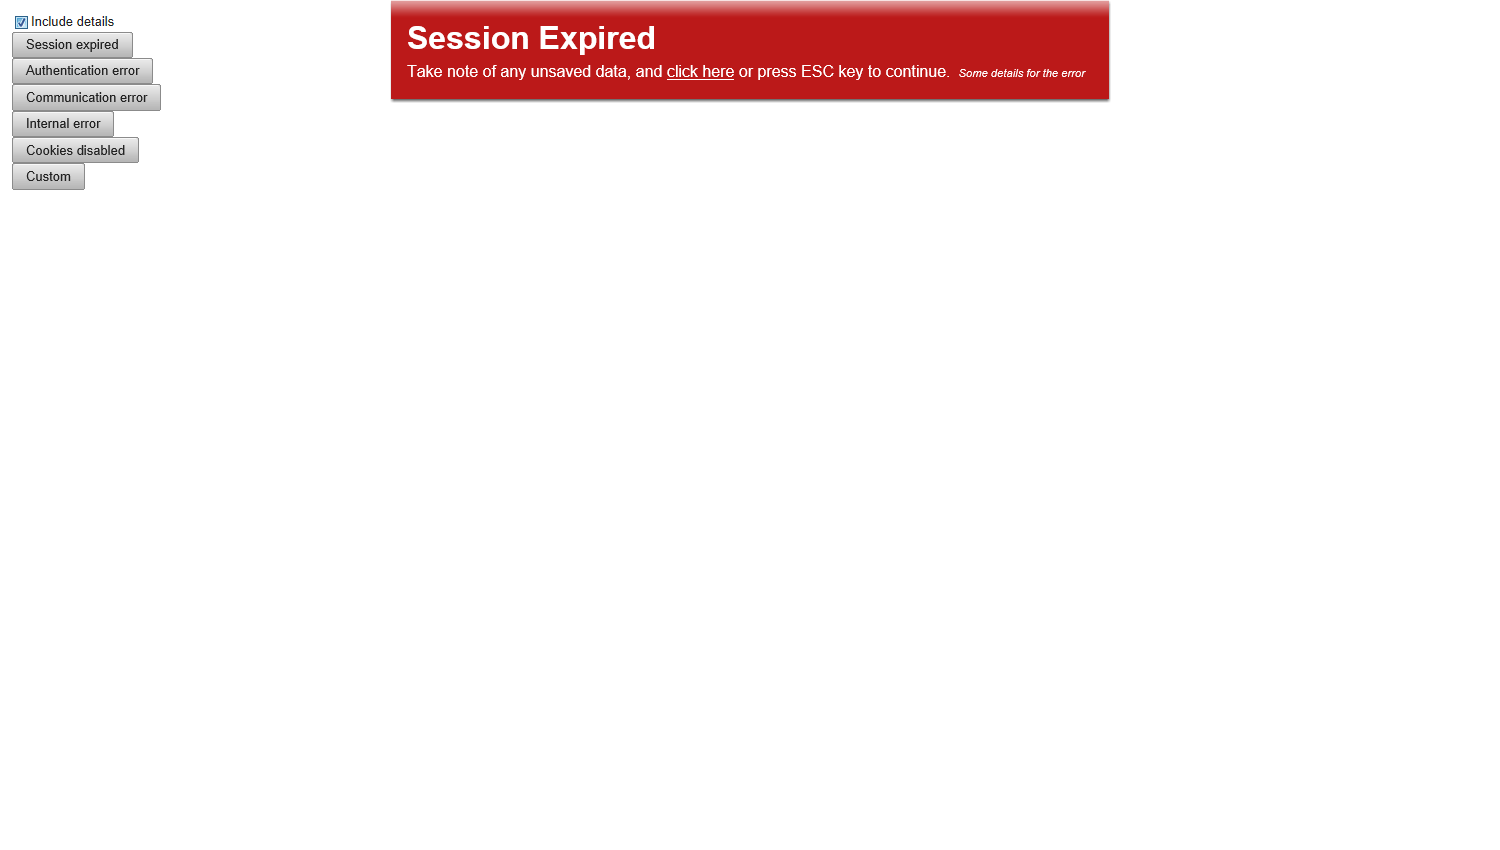 Include details
Session expired
Authentication error
Communication error
Internal error
Cookies disabled
Custom
Session Expired
Take note of any unsaved data, and click here or press ESC key to continue. Some details for the error